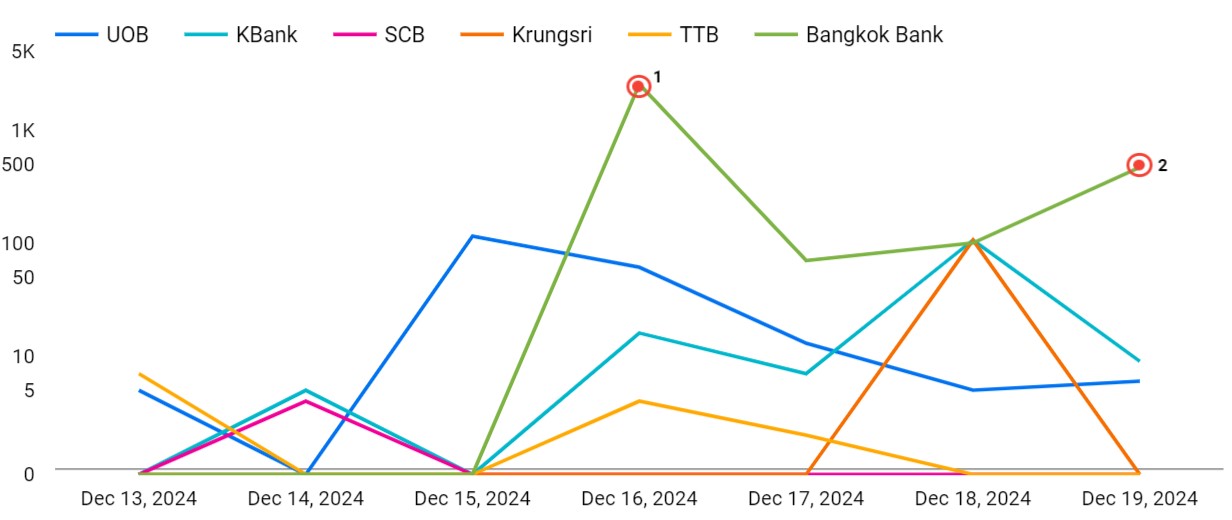 UOB KBank SCB Krungsri TTB Bangkok Bank
5K
1
1K
500
2
100
50
10
5
0
Dec 13, 2024 Dec 14, 2024 Dec 15, 2024 Dec 16, 2024 Dec 17, 2024 Dec 18, 2024 Dec 19, 2024